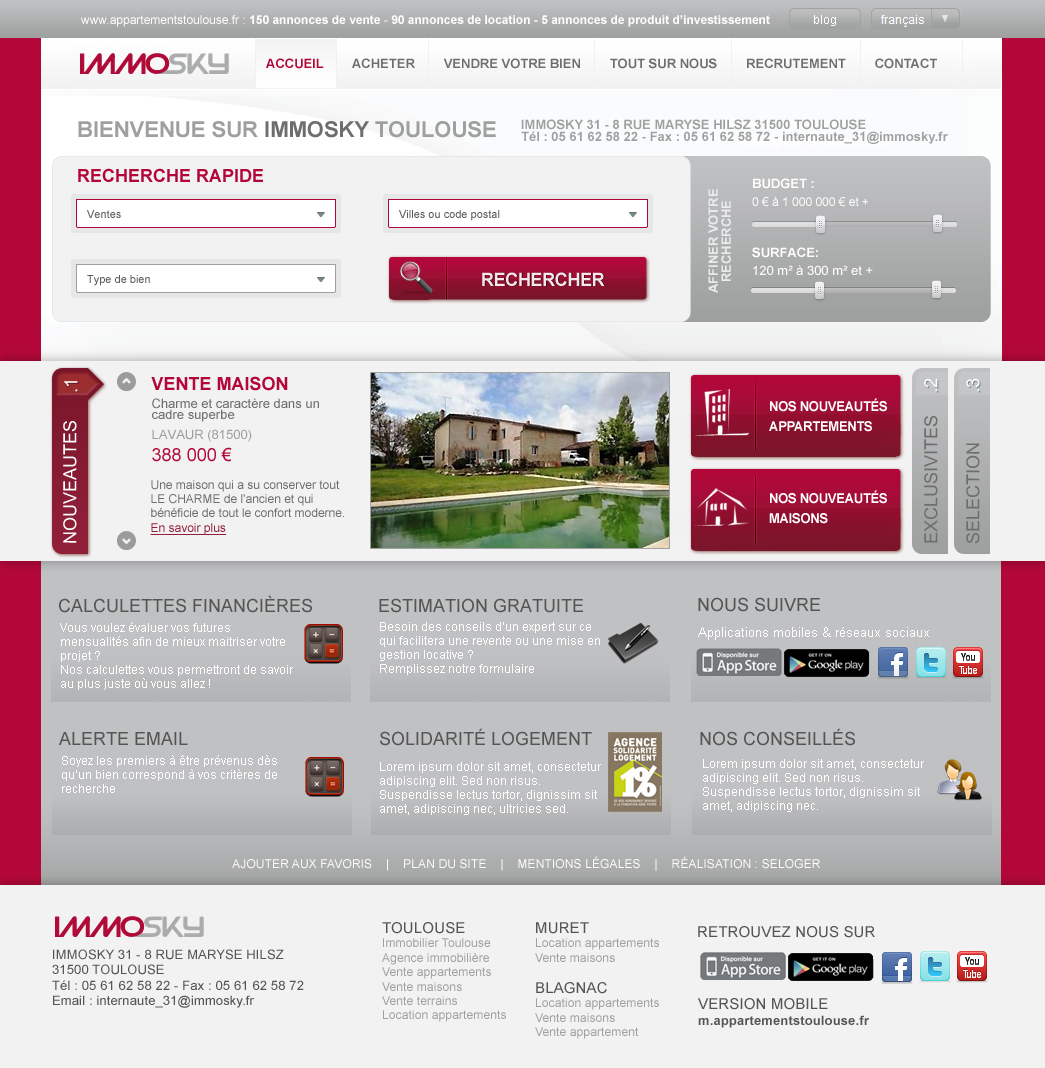 www.appartementstoulouse.fr : 150 annonces de vente - 90 annonces de location - 5 annonces de produit d'investissement
blog
français
IMMOSKY
ACCUEIL
ACHETER
VENDRE VOTRE BIEN
TOUT SUR NOUS
RECRUTEMENT
CONTACT
BIENVENUE SUR IMMOSKY TOULOUSE
IMMOSKY 31 - 8 RUE MARYSE HILSZ 31500 TOULOUSE
Tél : 05 61 62 58 22 - Fax : 05 61 62 58 72 - internaute_31@immosky.fr
RECHERCHE RAPIDE
Ventes
Villes ou code postal
Type de bien
RECHERCHER
AFFINER VOTRE
RECHERCHE
BUDGET :
0 € à 1 000 000 € et +
SURFACE:
120 m² à 300 m² et +
NOUVEAUTES .1
VENTE MAISON
Charme et caractère dans un
cadre superbe
LAVAUR (81500)
388 000 €
Une maison qui a su conserver tout
LE CHARME de l'ancien et qui
bénéficie de tout le confort moderne.
En savoir plus
NOS NOUVEAUTÉS
APPARTEMENTS
NOS NOUVEAUTÉS
MAISONS
EXCLUSIVITES .2
SELECTION .3
CALCULETTES FINANCIÈRES
Vous voulez évaluer vos futures
mensualités afin de mieux maitriser votre
projet ?
Nos calculettes vous permettront de savoir
au plus juste où vous allez !
ESTIMATION GRATUITE
Besoin des conseils d'un expert sur ce
qui facilitera une revente ou une mise en
gestion locative ?
Remplissez notre formulaire
NOUS SUIVRE
Applications mobiles & réseaux sociaux
Disponible sur
App Store
GET IT ON
Google play
You
Tube
ALERTE EMAIL
Soyez les premiers à être prévenus dès
qu'un bien correspond à vos critères de
recherche
SOLIDARITÉ LOGEMENT
Lorem ipsum dolor sit amet, consectetur
adipiscing elit. Sed non risus.
Suspendisse lectus tortor, dignissim sit
amet, adipiscing nec, ultricies sed.
AGENCE
SOLIDARITÉ
LOGEMENT
1%
NOS CONSEILLÉS
Lorem ipsum dolor sit amet, consectetur
adipiscing elit. Sed non risus.
Suspendisse lectus tortor, dignissim sit
amet, adipiscing nec.
AJOUTER AUX FAVORIS | PLAN DU SITE | MENTIONS LÉGALES | RÉALISATION : SELOGER
IMMOSKY
IMMOSKY 31 - 8 RUE MARYSE HILSZ
31500 TOULOUSE
Tél : 05 61 62 58 22 - Fax : 05 61 62 58 72
Email : internaute_31@immosky.fr
TOULOUSE
Immobilier Toulouse
Agence immobilière
Vente appartements
Vente maisons
Vente terrains
Location appartements
MURET
Location appartements
Vente maisons
BLAGNAC
Location appartements
Vente maisons
Vente appartement
RETROUVEZ NOUS SUR
Disponible sur
App Store
GET IT ON
Google play
You
Tube
VERSION MOBILE
m.appartementstoulouse.fr